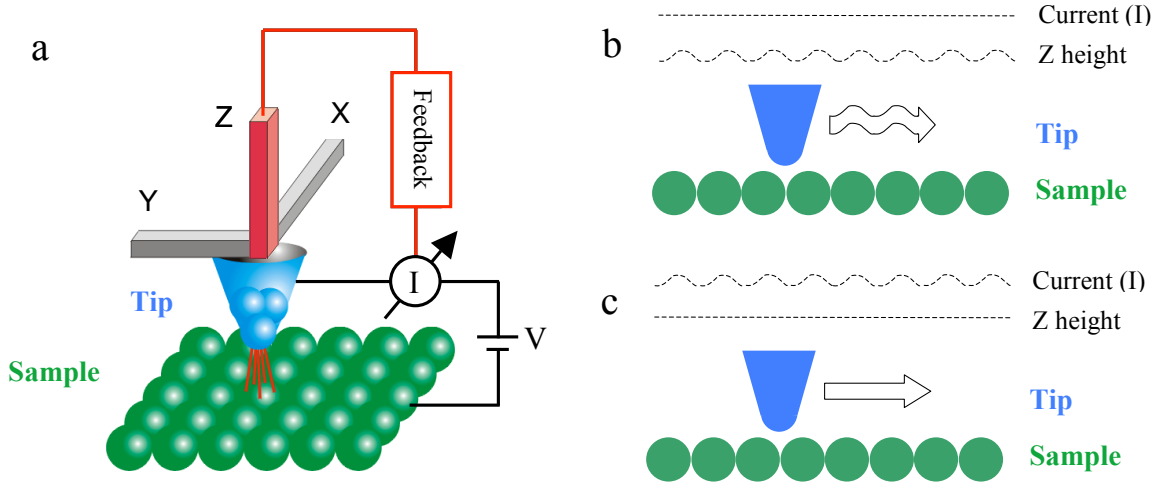 a
Z
X
Y
Feedback
Tip
I
V
Sample
b
Current (I)
Z height
Tip
Sample
c
Current (I)
Z height
Tip
Sample